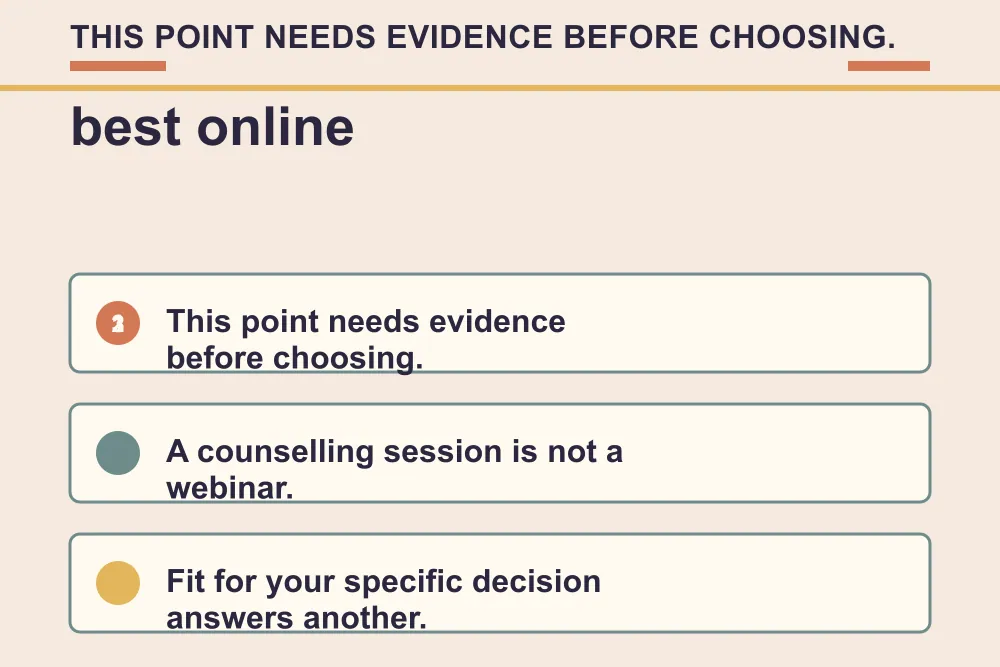 THIS POINT NEEDS EVIDENCE BEFORE CHOOSING.
best online
This point needs evidence
before choosing.
A counselling session is not a
webinar.
Fit for your specific decision
answers another.